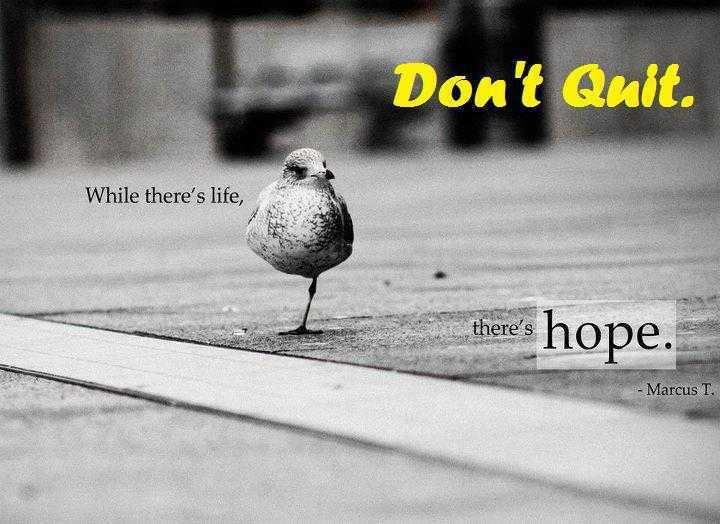 Don't Quit.
While there's life,
there's hope.
- Marcus T.